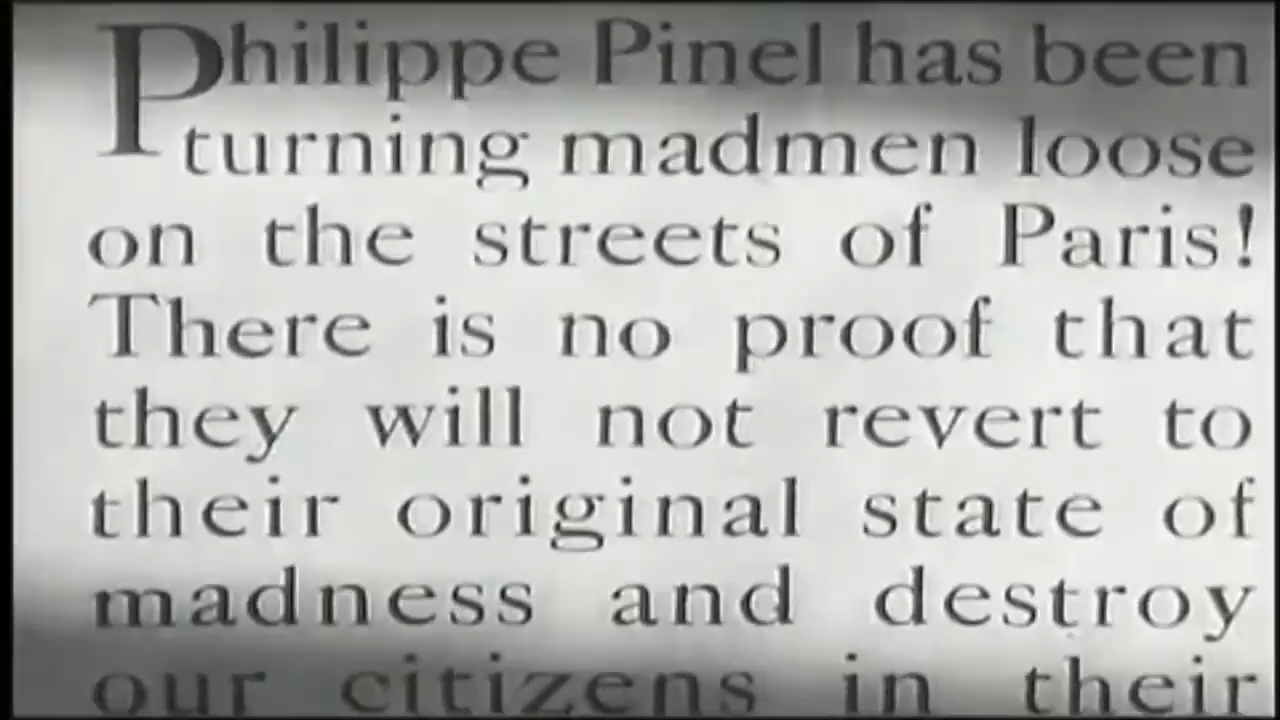 Philippe Pinel has been
turning madmen loose
on the streets of Paris!
There is no proof that
they will not revert to
their original state of
madness and destroy
our citizens in their